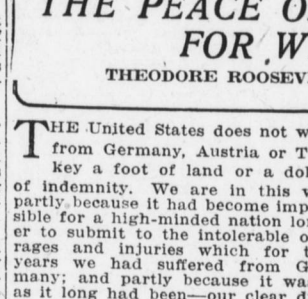 THE PEACE O
FOR W
THEODORE ROOSEV
THE United States does not w
from Germany, Austria or T
key a foot of land or a dol
of indemnity. We are in this
partly because it had become imp
sible for a high-minded nation lo
er to submit to the intolerable o
rages and injuries which for
years we had suffered from G
many; and partly because it wa
as it long had been—our clear